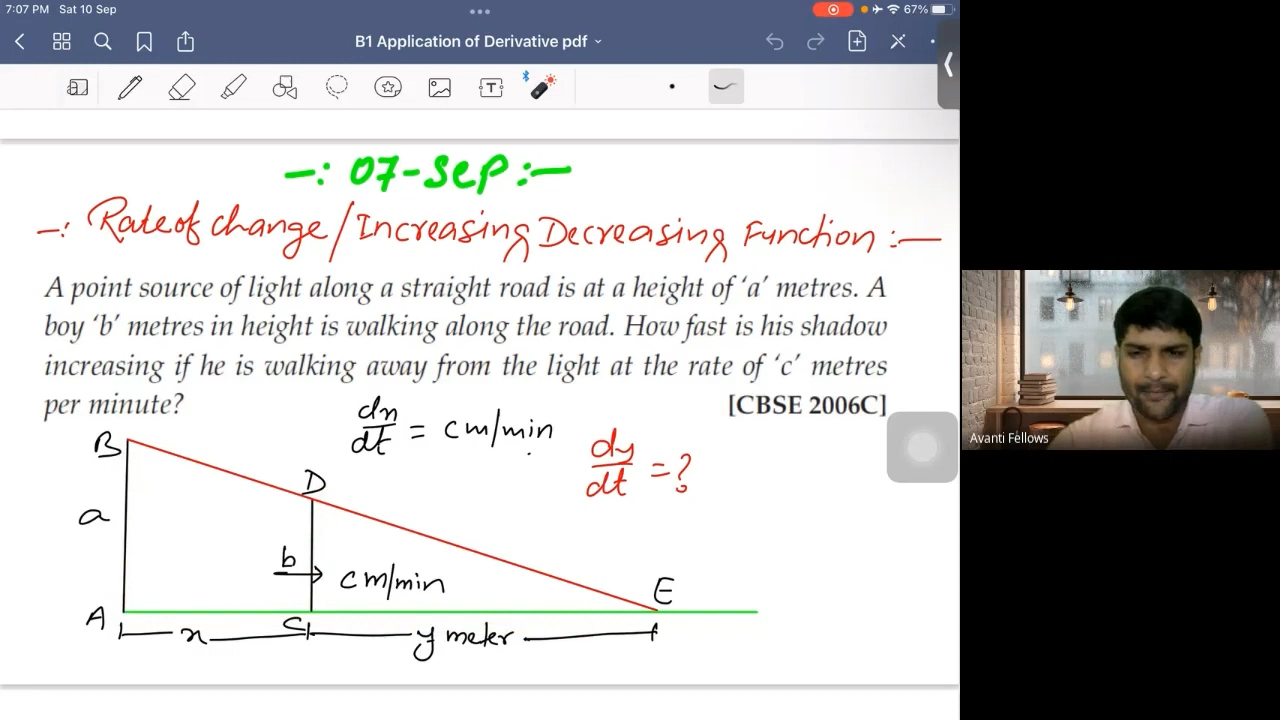 7:07 PM Sat 10 Sep
67%
B1 Application of Derivative pdf
T
-: 07-Sep :-
-: Rate of change / Increasing Decreasing Function :-
A point source of light along a straight road is at a height of 'a' metres. A
boy 'b' metres in height is walking along the road. How fast is his shadow
increasing if he is walking away from the light at the rate of 'c' metres
per minute?
[CBSE 2006C]
dx/dt = c m/min
dy/dt = ?
B
D
a
b
c m/min
E
A
x
C
y meter
Avanti Fellows